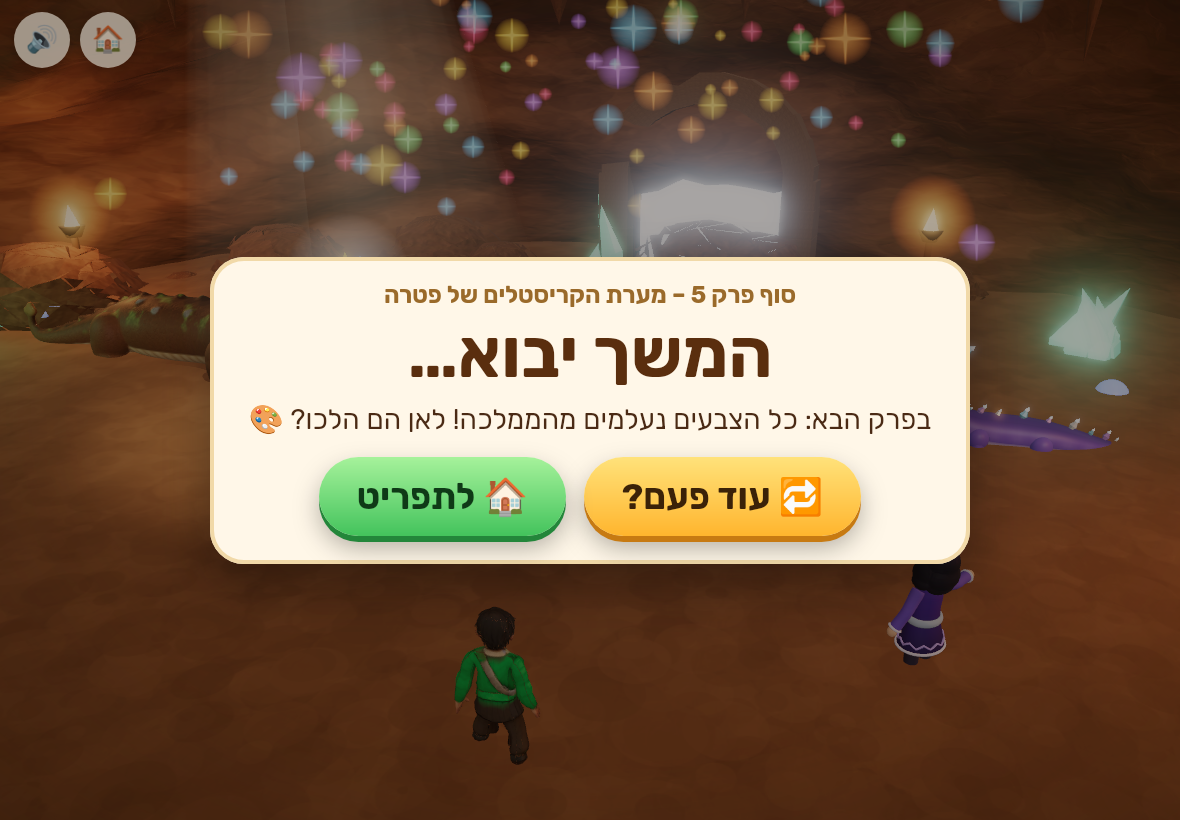 סוף פרק 5 – מערת הקריסטלים של פטרה
המשך יבוא...
בפרק הבא: כל הצבעים נעלמים מהממלכה! לאן הם הלכו? 🎨
🔁 עוד פעם?
🏠 לתפריט